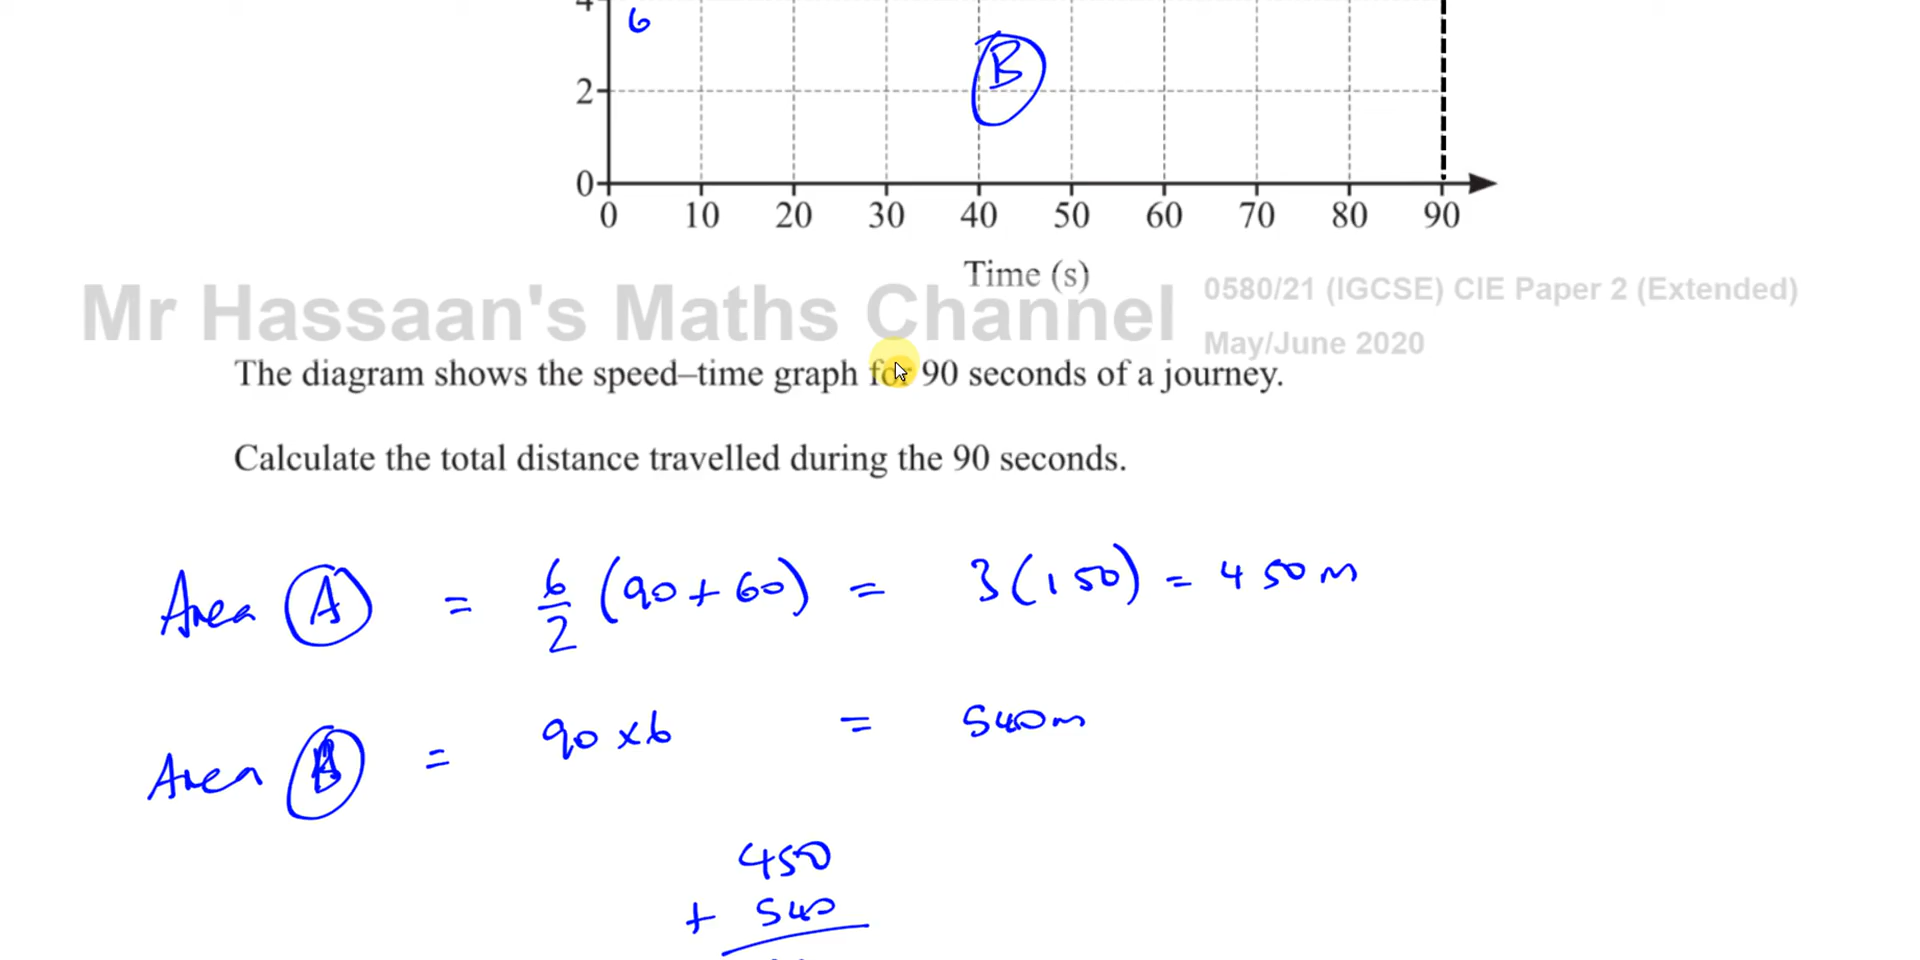 4
6
B
2
0
0 10 20 30 40 50 60 70 80 90
Time (s)
Mr Hassaan's Maths Channel
0580/21 (IGCSE) CIE Paper 2 (Extended)
May/June 2020
The diagram shows the speed–time graph for 90 seconds of a journey.
Calculate the total distance travelled during the 90 seconds.
Area A = 6/2 (90 + 60) = 3(150) = 450m
Area B = 90 x 6 = 540m
450
+ 540